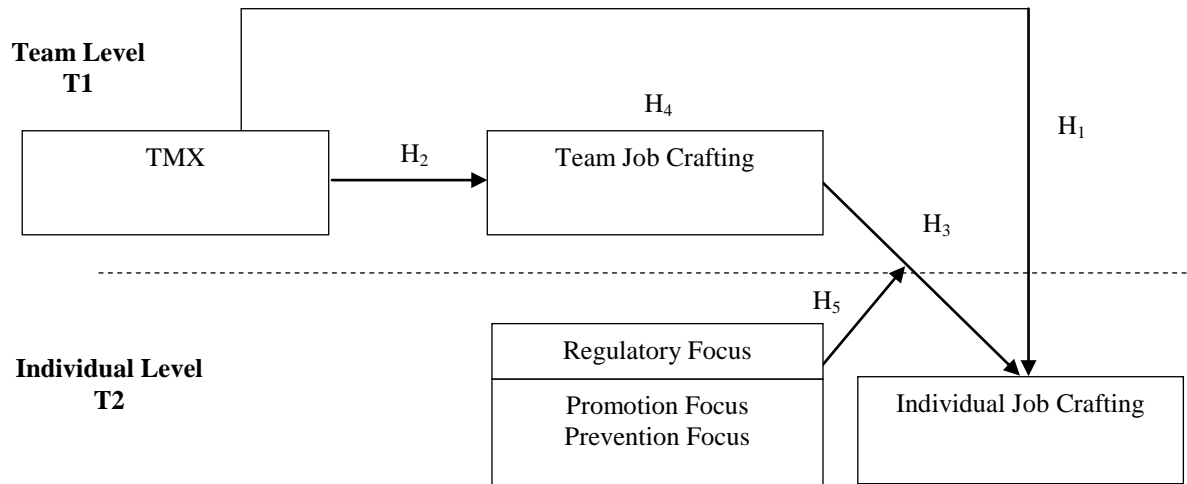 Team Level
T1
H4
H1
TMX
H2
Team Job Crafting
H3
H5
Individual Level
T2
Regulatory Focus
Promotion Focus
Prevention Focus
Individual Job Crafting